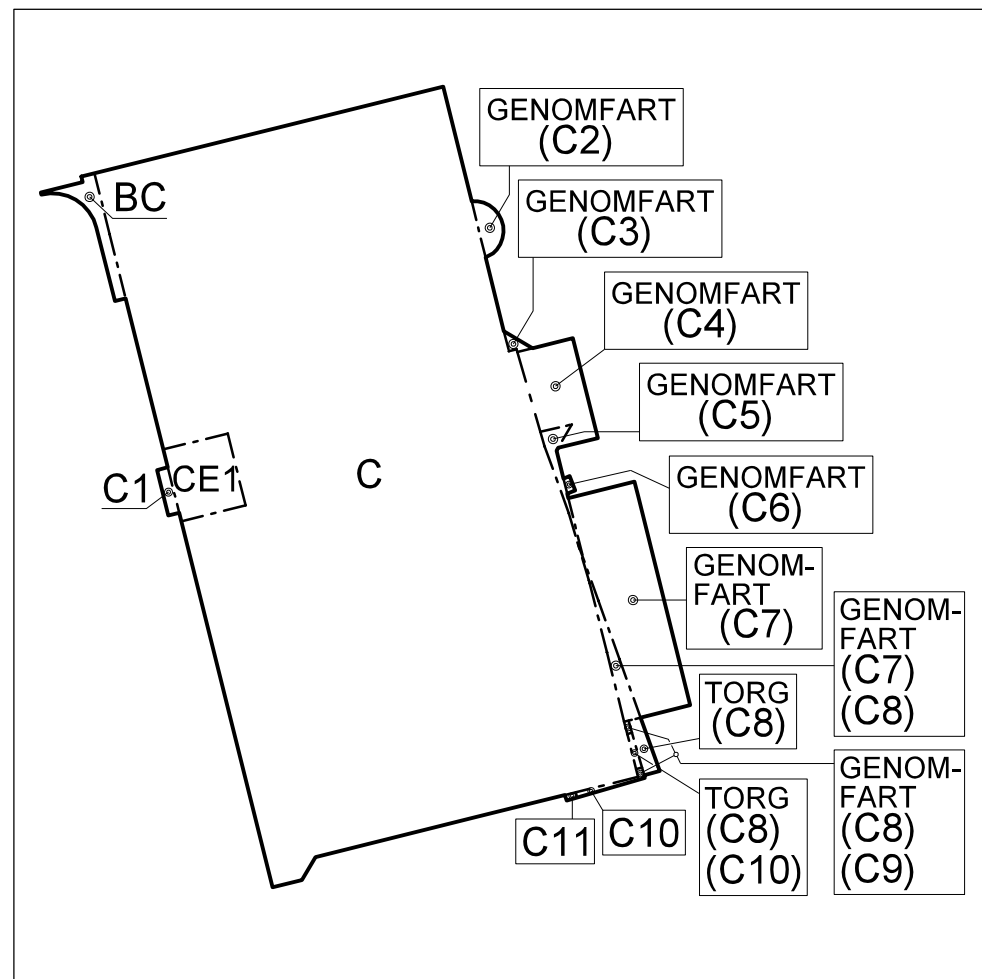 GENOMFART
(C2)
BC
GENOMFART
(C3)
GENOMFART
(C4)
GENOMFART
(C5)
C1
CE1
C
GENOMFART
(C6)
GENOM-
FART
(C7)
GENOM-
FART
(C7)
(C8)
TORG
(C8)
GENOM-
FART
(C8)
(C9)
TORG
(C8)
(C10)
C11
C10